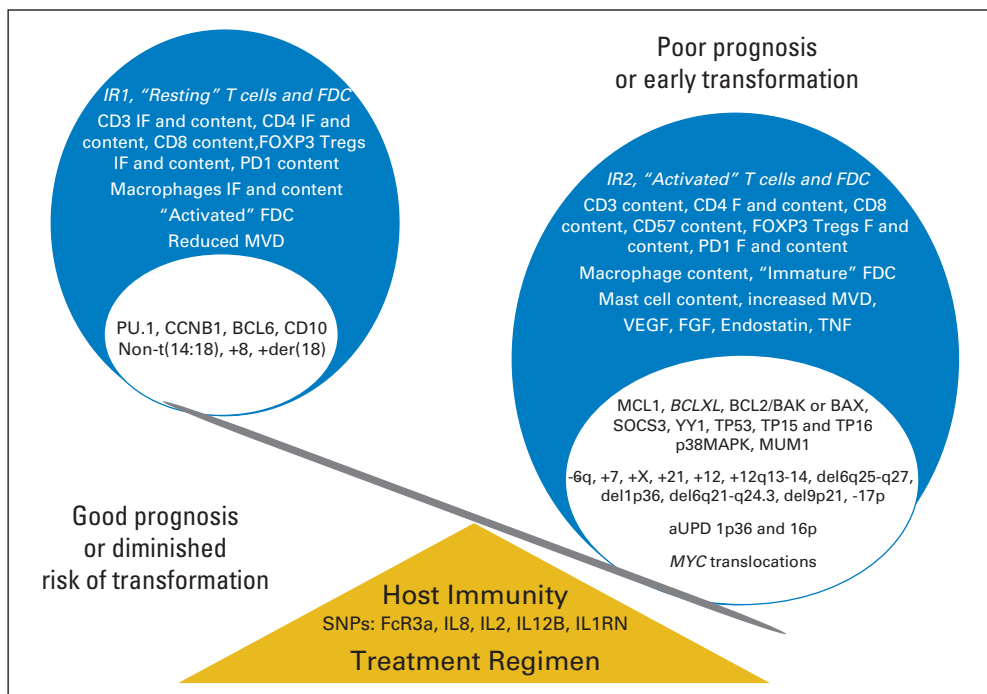 IR1, “Resting” T cells and FDC
CD3 IF and content, CD4 IF and
content, CD8 content,FOXP3 Tregs
IF and content, PD1 content
Macrophages IF and content
“Activated” FDC
Reduced MVD
PU.1, CCNB1, BCL6, CD10
Non-t(14:18), +8, +der(18)
Poor prognosis
or early transformation
IR2, “Activated” T cells and FDC
CD3 content, CD4 F and content, CD8
content, CD57 content, FOXP3 Tregs F and
content, PD1 F and content
Macrophage content, “Immature” FDC
Mast cell content, increased MVD,
VEGF, FGF, Endostatin, TNF
MCL1, BCLXL, BCL2/BAK or BAX,
SOCS3, YY1, TP53, TP15 and TP16
p38MAPK, MUM1
-6q, +7, +X, +21, +12, +12q13-14, del6q25-q27,
del1p36, del6q21-q24.3, del9p21, -17p
aUPD 1p36 and 16p
MYC translocations
Good prognosis
or diminished
risk of transformation
Host Immunity
SNPs: FcR3a, IL8, IL2, IL12B, IL1RN
Treatment Regimen